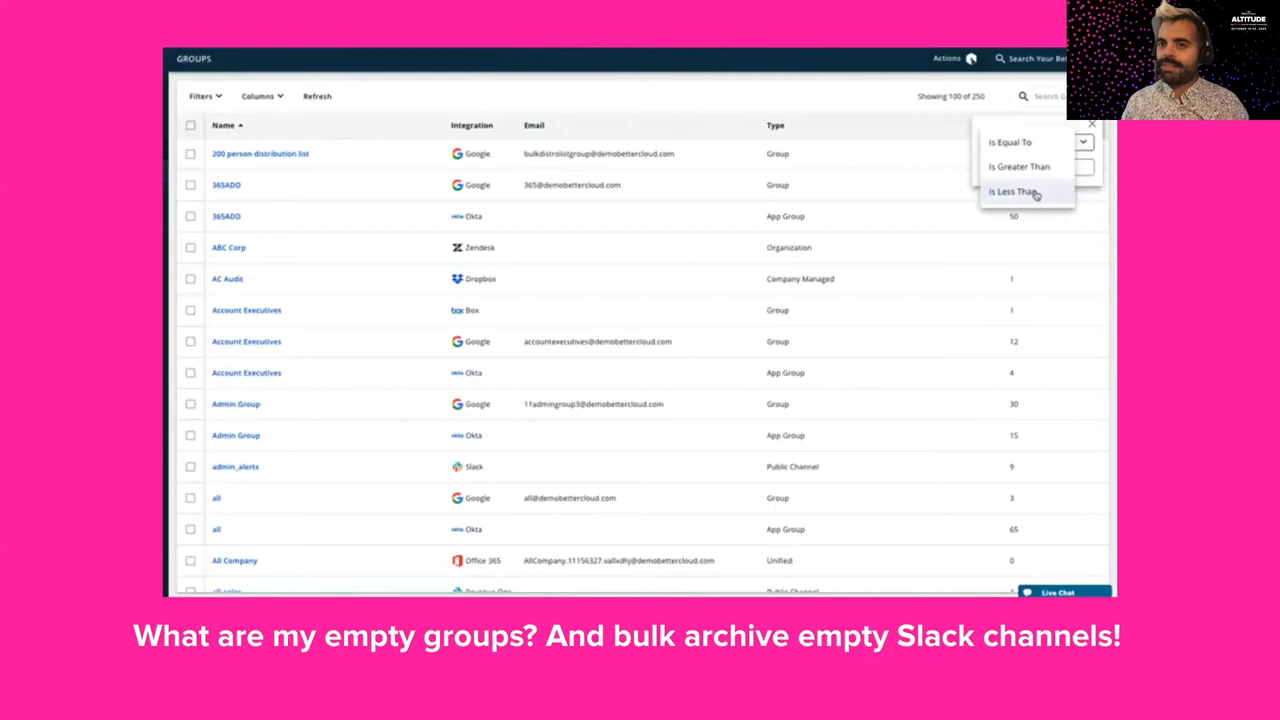 ALTITUDE
GROUPS
Actions
Search Your Be
Filters Columns Refresh
Showing 100 of 250
Name Integration Email Type
Is Equal To
Is Greater Than
Is Less Than
200 person distribution list Google bulkdistrolistgroup@demobettercloud.com Group
365ADD Google 365@demobettercloud.com Group
365ADD okta Okta App Group 50
ABC Corp Zendesk Organization
AC Audit Dropbox Company Managed 1
Account Executives box Box Group 1
Account Executives Google accountexecutives@demobettercloud.com Group 12
Account Executives okta Okta App Group 4
Admin Group Google 11admingroup3@demobettercloud.com Group 30
Admin Group okta Okta App Group 15
admin_alerts Slack Public Channel 9
all Google all@demobettercloud.com Group 3
all okta Okta App Group 65
All Company Office 365 AllCompany.11156327.vallxdhj@demobettercloud.com Unified 0
Live Chat
What are my empty groups? And bulk archive empty Slack channels!